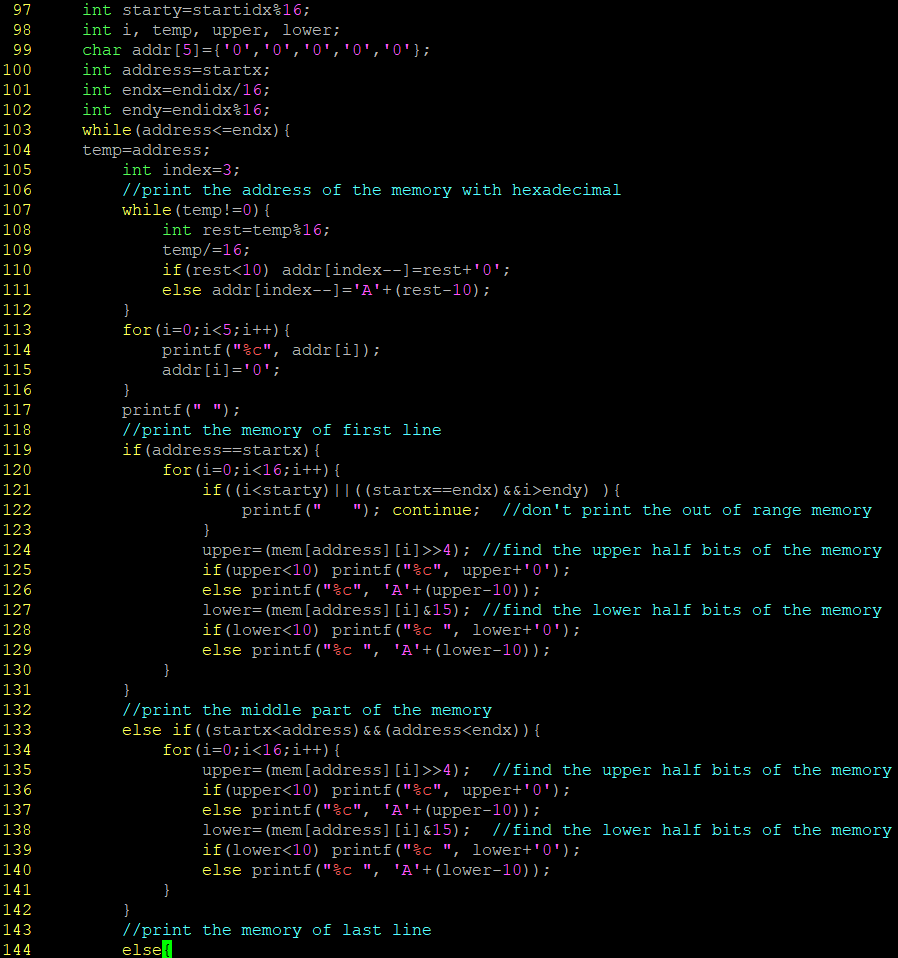 97     int starty=startidx%16;
98     int i, temp, upper, lower;
99     char addr[5]={'0','0','0','0','0'};
100     int address=startx;
101     int endx=endidx/16;
102     int endy=endidx%16;
103     while(address<=endx){
104     temp=address;
105         int index=3;
106         //print the address of the memory with hexadecimal
107         while(temp!=0){
108             int rest=temp%16;
109             temp/=16;
110             if(rest<10) addr[index--]=rest+'0';
111             else addr[index--]='A'+(rest-10);
112         }
113         for(i=0;i<5;i++){
114             printf("%c", addr[i]);
115             addr[i]='0';
116         }
117         printf(" ");
118         //print the memory of first line
119         if(address==startx){
120             for(i=0;i<16;i++){
121                 if((i<starty)||((startx==endx)&&i>endy) ){
122                     printf("   "); continue;  //don't print the out of range memory
123                 }
124                 upper=(mem[address][i]>>4); //find the upper half bits of the memory
125                 if(upper<10) printf("%c", upper+'0');
126                 else printf("%c", 'A'+(upper-10));
127                 lower=(mem[address][i]&15); //find the lower half bits of the memory
128                 if(lower<10) printf("%c ", lower+'0');
129                 else printf("%c ", 'A'+(lower-10));
130             }
131         }
132         //print the middle part of the memory
133         else if((startx<address)&&(address<endx)){
134             for(i=0;i<16;i++){
135                 upper=(mem[address][i]>>4);  //find the upper half bits of the memory
136                 if(upper<10) printf("%c", upper+'0');
137                 else printf("%c", 'A'+(upper-10));
138                 lower=(mem[address][i]&15);  //find the lower half bits of the memory
139                 if(lower<10) printf("%c ", lower+'0');
140                 else printf("%c ", 'A'+(lower-10));
141             }
142         }
143         //print the memory of last line
144         else{